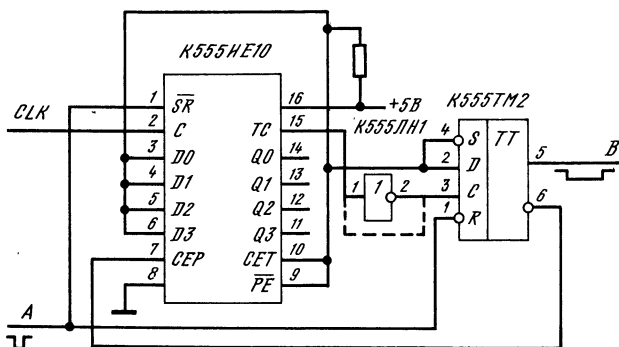 К555ИЕ10
CLK
A
1 SR
2 C
3 D0
4 D1
5 D2
6 D3
7 CEP
8
16
TC 15
Q0 14
Q1 13
Q2 12
Q3 11
CET 10
PE 9
+5В
К555ЛН1
1 1 2
К555ТМ2
4 S
2 D
3 C
1 R
TT
5
6
B